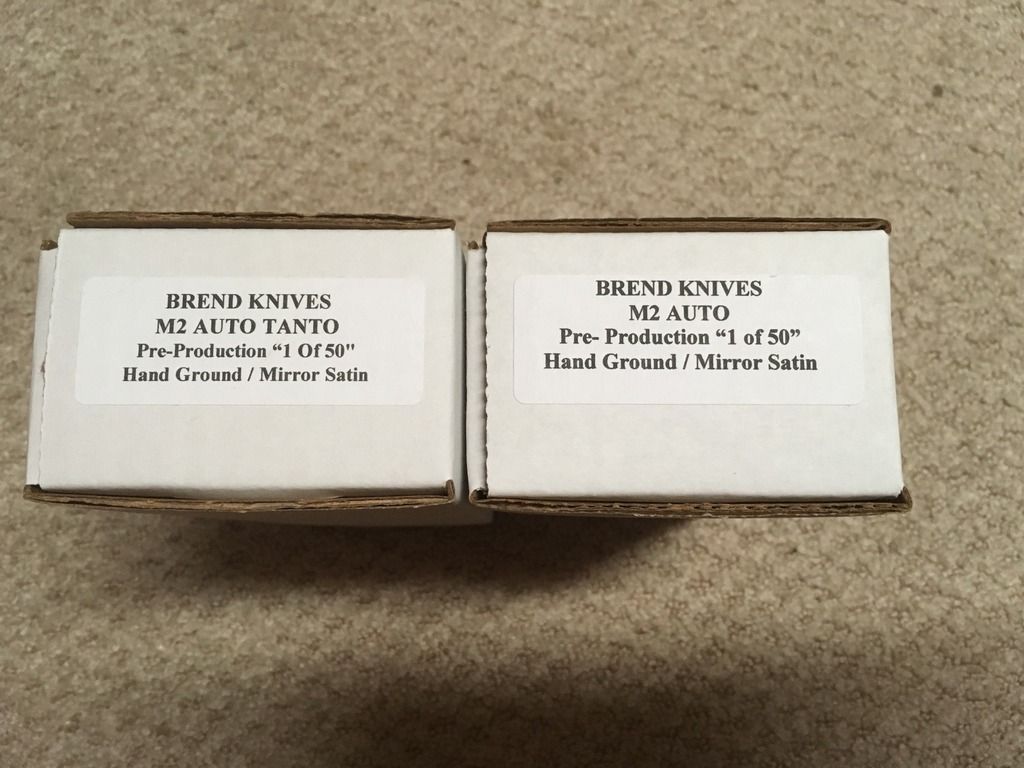 BREND KNIVES
M2 AUTO TANTO
Pre-Production “1 Of 50"
Hand Ground / Mirror Satin
BREND KNIVES
M2 AUTO
Pre- Production “1 of 50”
Hand Ground / Mirror Satin